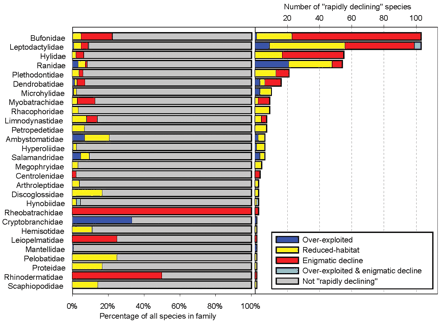 Number of "rapidly declining" species
20 40 60 80 100
Bufonidae
Leptodactylidae
Hylidae
Ranidae
Plethodontidae
Dendrobatidae
Microhylidae
Myobatrachidae
Rhacophoridae
Limnodynastidae
Petropedetidae
Ambystomatidae
Hyperoliidae
Salamandridae
Megophryidae
Centrolenidae
Arthroleptidae
Discoglossidae
Hynobiidae
Rheobatrachidae
Cryptobranchidae
Hemisotidae
Leiopelmatidae
Mantellidae
Pelobatidae
Proteidae
Rhinodermatidae
Scaphiopodidae
Over-exploited
Reduced-habitat
Enigmatic decline
Over-exploited & enigmatic decline
Not "rapidly declining"
0% 20% 40% 60% 80% 100%
Percentage of all species in family